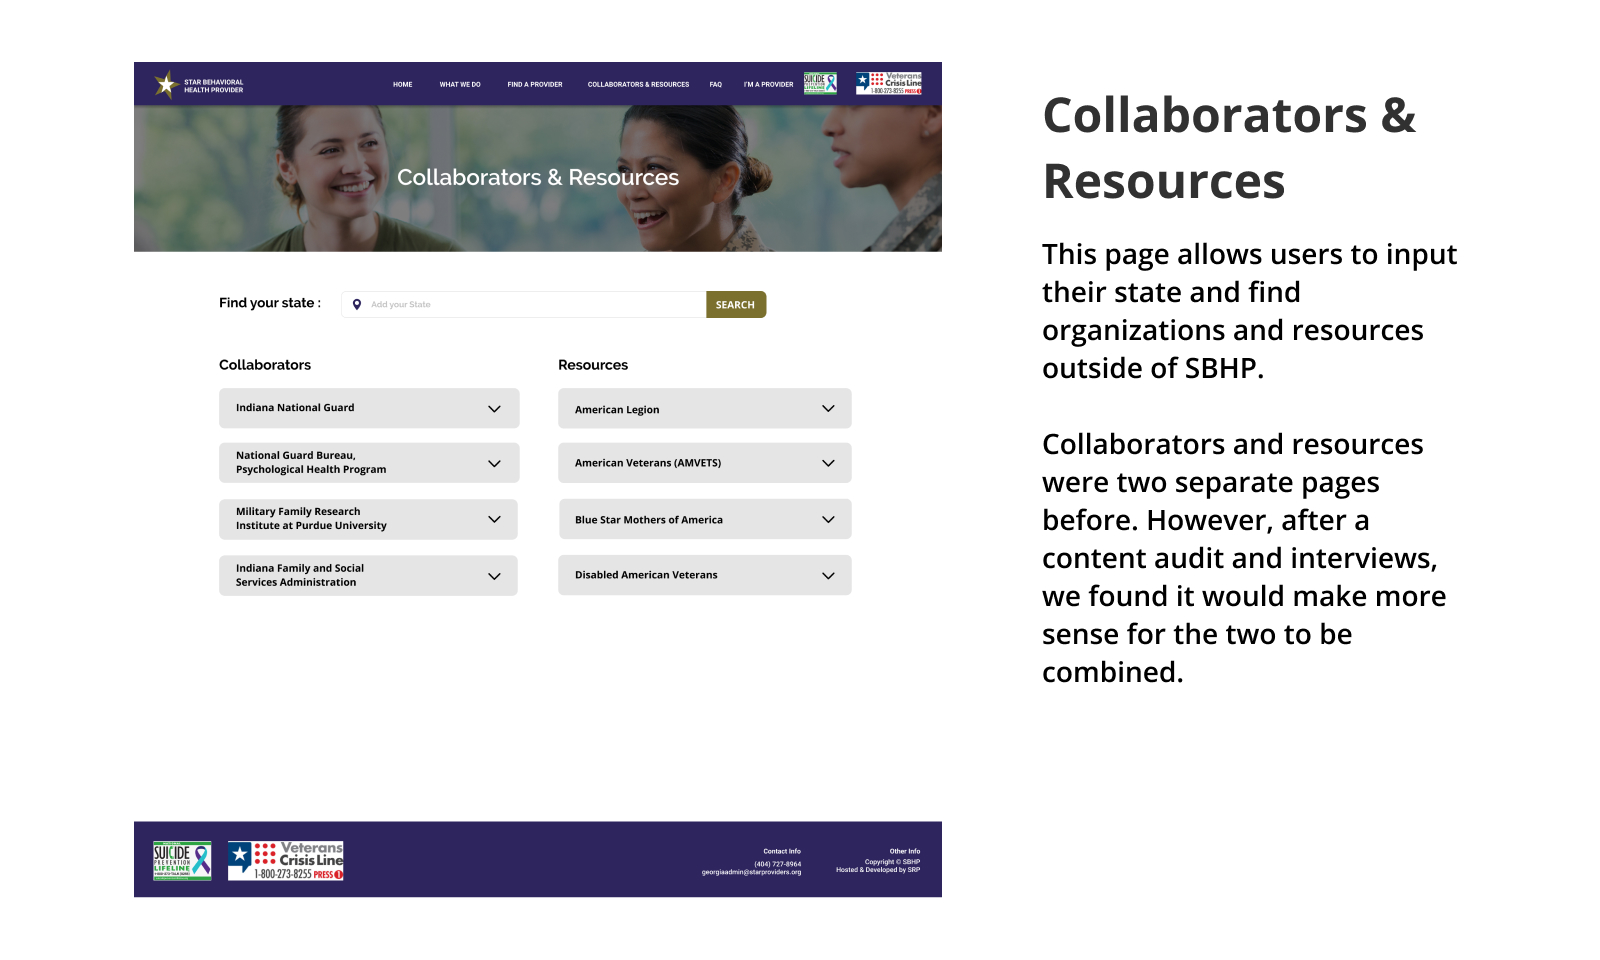 STAR BEHAVIORAL
HEALTH PROVIDER
HOME WHAT WE DO FIND A PROVIDER COLLABORATORS & RESOURCES FAQ I'M A PROVIDER
SUICIDE
LIFELINE
Veterans
Crisis Line
1-800-273-8255 PRESS 1
Collaborators & Resources
Find your state :
Add your State
SEARCH
Collaborators
Indiana National Guard
National Guard Bureau,
Psychological Health Program
Military Family Research
Institute at Purdue University
Indiana Family and Social
Services Administration
Resources
American Legion
American Veterans (AMVETS)
Blue Star Mothers of America
Disabled American Veterans
SUICIDE
PREVENTION
LIFELINE
Veterans
Crisis Line
1-800-273-8255 PRESS 1
Contact Info
(404) 727-8964
georgiaadmin@starproviders.org
Other Info
Copyright © SBHP
Hosted & Developed by SRP
Collaborators &
Resources
This page allows users to input
their state and find
organizations and resources
outside of SBHP.
Collaborators and resources
were two separate pages
before. However, after a
content audit and interviews,
we found it would make more
sense for the two to be
combined.